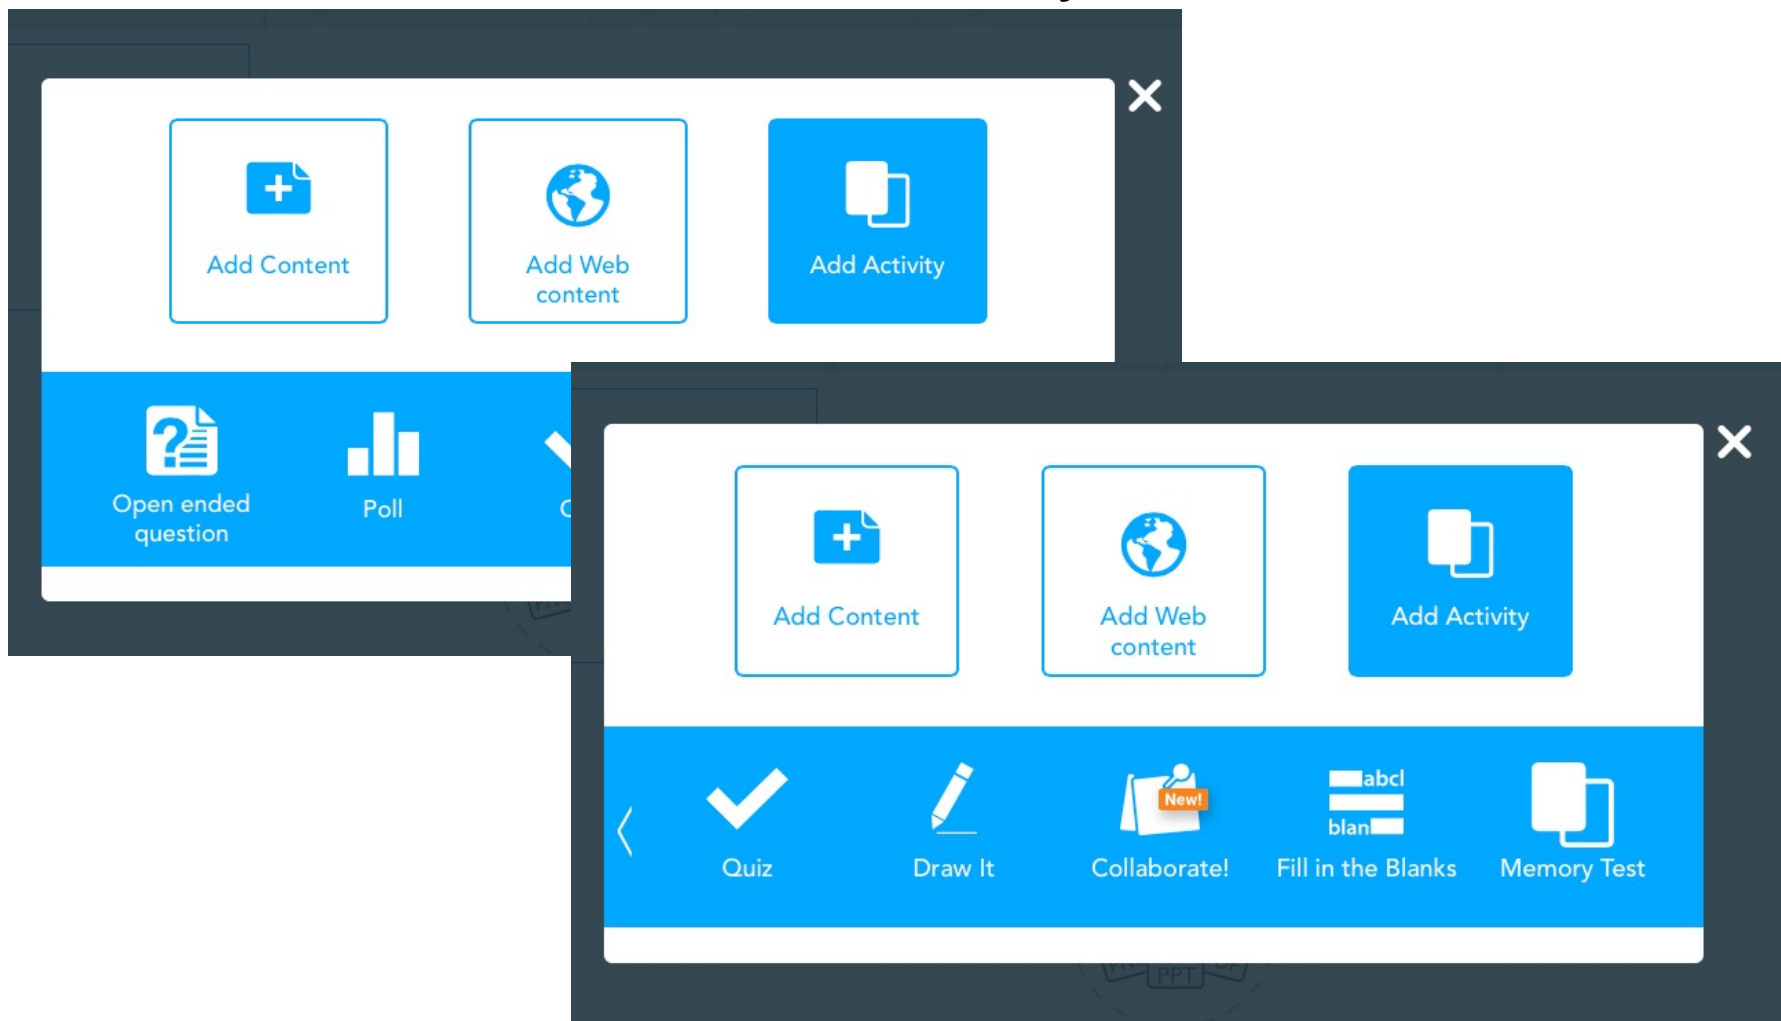 Add Content
Add Web
content
Add Activity
Open ended
question
Poll
Add Content
Add Web
content
Add Activity
abcl
blan
New!
Quiz
Draw It
Collaborate!
Fill in the Blanks
Memory Test
PPT